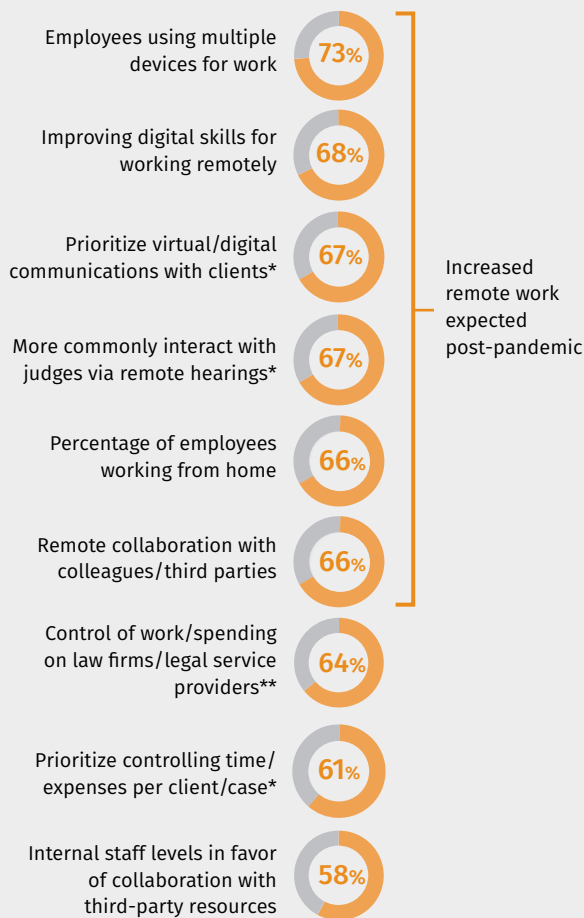 Employees using multiple
devices for work
73%
Improving digital skills for
working remotely
68%
Prioritize virtual/digital
communications with clients*
67%
More commonly interact with
judges via remote hearings*
67%
Percentage of employees
working from home
66%
Remote collaboration with
colleagues/third parties
66%
Increased
remote work
expected
post-pandemic
Control of work/spending
on law firms/legal service
providers**
64%
Prioritize controlling time/
expenses per client/case*
61%
Internal staff levels in favor
of collaboration with
third-party resources
58%